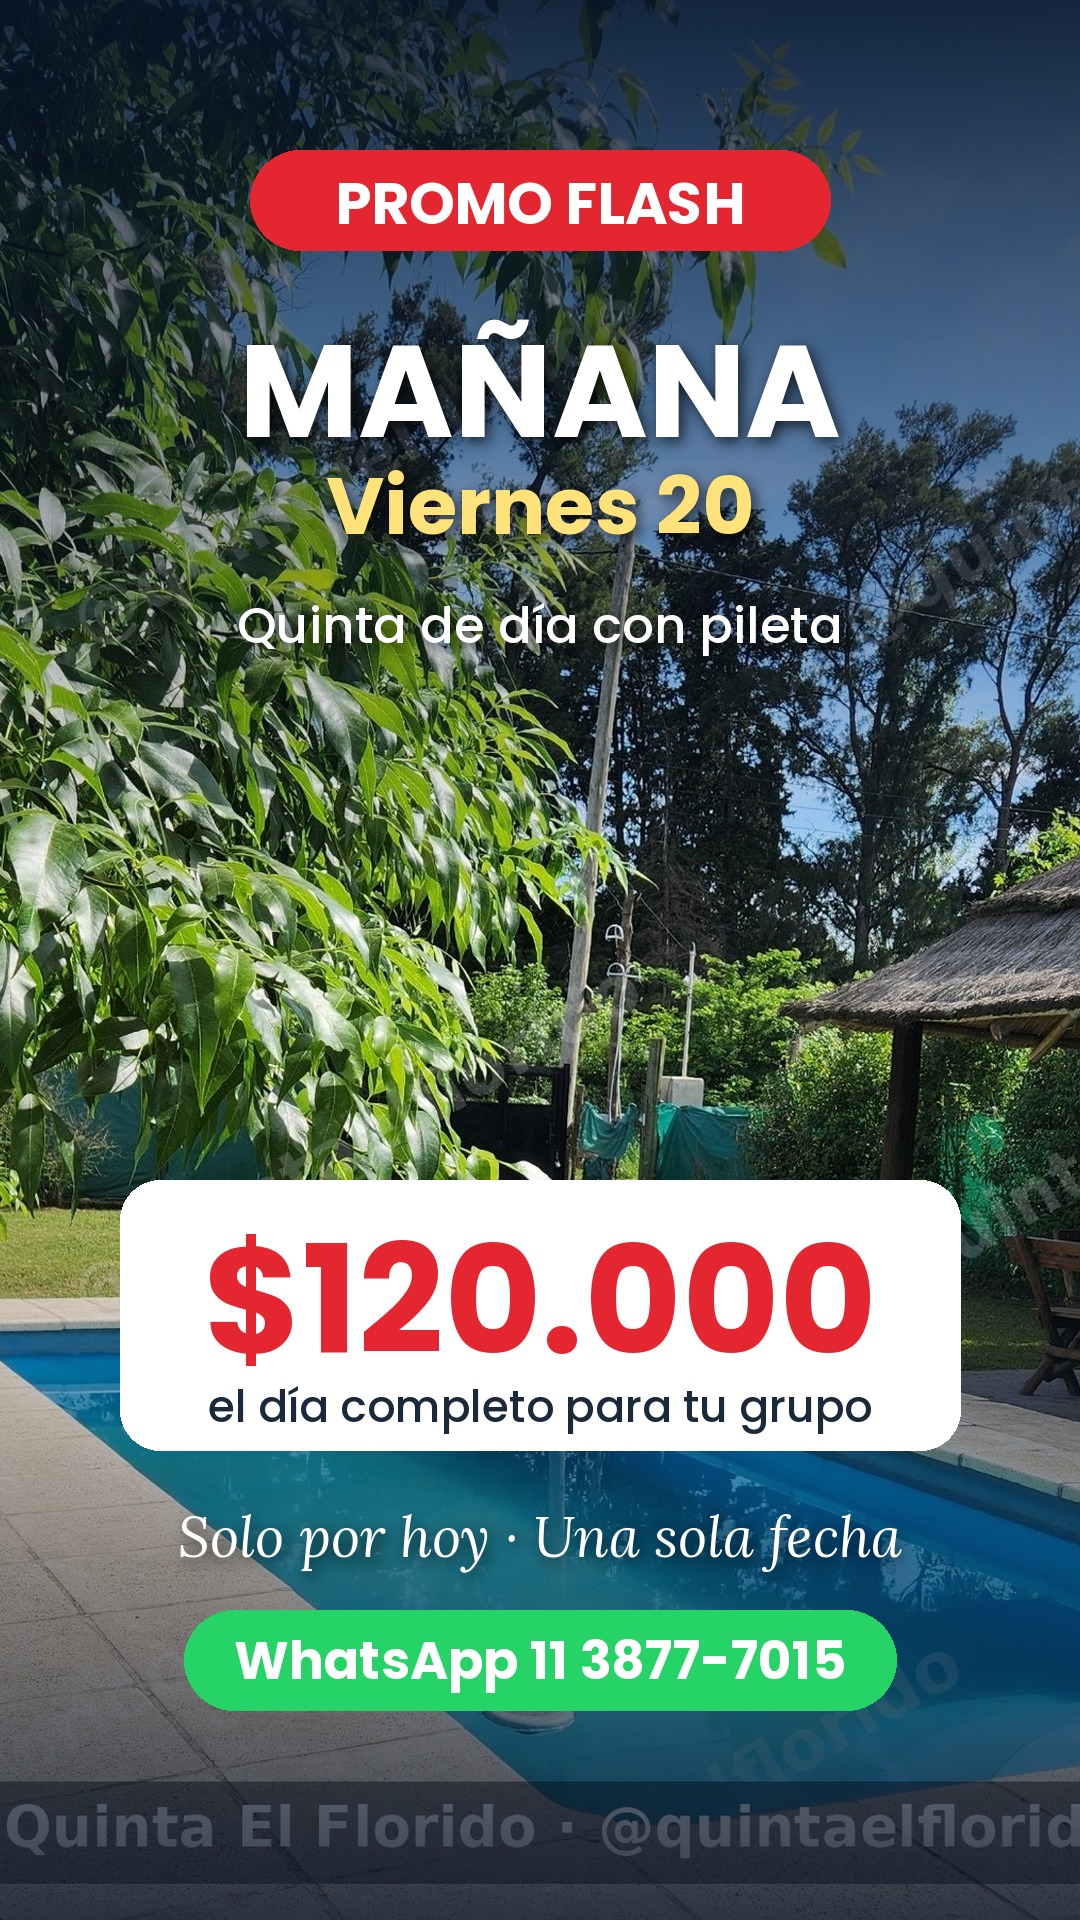 PROMO FLASH
MAÑANA
Viernes 20
Quinta de día con pileta
$120.000
el día completo para tu grupo
Solo por hoy · Una sola fecha
WhatsApp 11 3877-7015
Quinta El Florido · @quintaelflorid